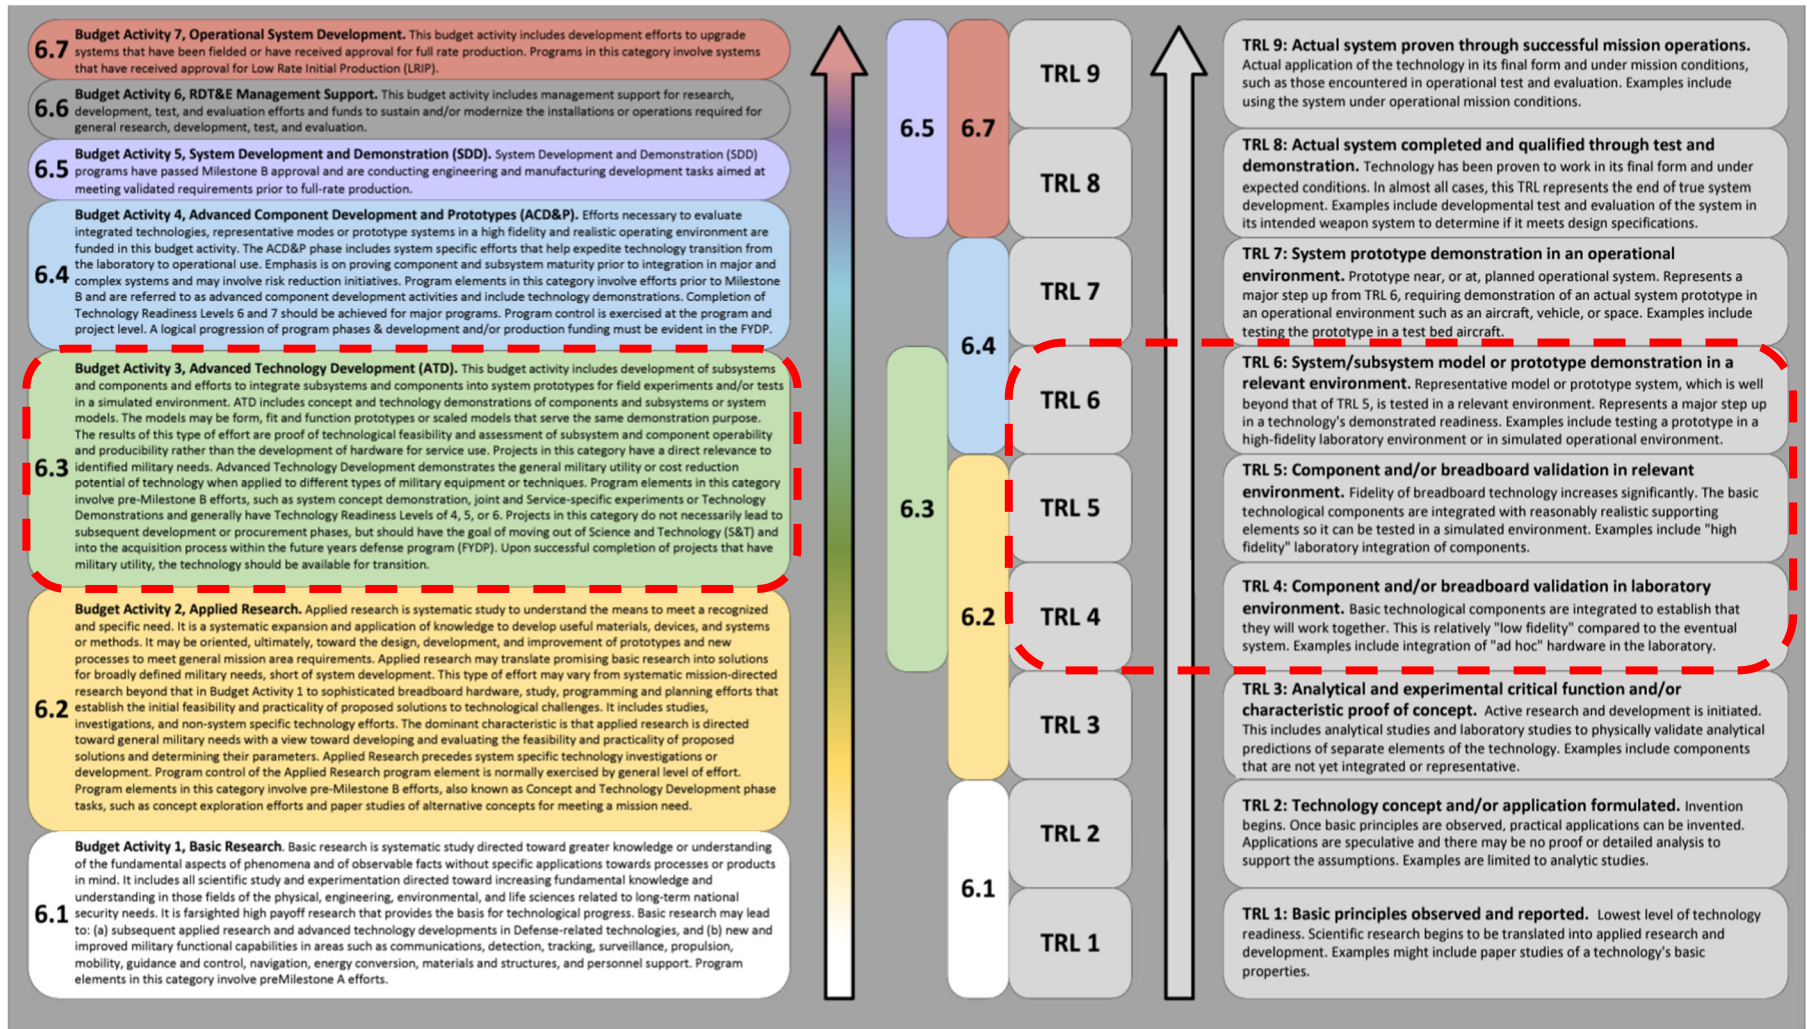 6.7
Budget Activity 7, Operational System Development. This budget activity includes development efforts to upgrade
systems that have been fielded or have received approval for full rate production. Programs in this category involve systems
that have received approval for Low Rate Initial Production (LRIP).
6.6
Budget Activity 6, RDT&E Management Support. This budget activity includes management support for research,
development, test, and evaluation efforts and funds to sustain and/or modernize the installations or operations required for
general research, development, test, and evaluation.
6.5
Budget Activity 5, System Development and Demonstration (SDD). System Development and Demonstration (SDD)
programs have passed Milestone B approval and are conducting engineering and manufacturing development tasks aimed at
meeting validated requirements prior to full-rate production.
6.4
Budget Activity 4, Advanced Component Development and Prototypes (ACD&P). Efforts necessary to evaluate
integrated technologies, representative modes or prototype systems in a high fidelity and realistic operating environment are
funded in this budget activity. The ACD&P phase includes system specific efforts that help expedite technology transition from
the laboratory to operational use. Emphasis is on proving component and subsystem maturity prior to integration in major and
complex systems and may involve risk reduction initiatives. Program elements in this category involve efforts prior to Milestone
B and are referred to as advanced component development activities and include technology demonstrations. Completion of
Technology Readiness Levels 6 and 7 should be achieved for major programs. Program control is exercised at the program and
project level. A logical progression of program phases & development and/or production funding must be evident in the FYDP.
6.3
Budget Activity 3, Advanced Technology Development (ATD). This budget activity includes development of subsystems
and components and efforts to integrate subsystems and components into system prototypes for field experiments and/or tests
in a simulated environment. ATD includes concept and technology demonstrations of components and subsystems or system
models. The models may be form, fit and function prototypes or scaled models that serve the same demonstration purpose.
The results of this type of effort are proof of technological feasibility and assessment of subsystem and component operability
and producibility rather than the development of hardware for service use. Projects in this category have a direct relevance to
identified military needs. Advanced Technology Development demonstrates the general military utility or cost reduction
potential of technology when applied to different types of military equipment or techniques. Program elements in this category
involve pre-Milestone B efforts, such as system concept demonstration, joint and Service-specific experiments or Technology
Demonstrations and generally have Technology Readiness Levels of 4, 5, or 6. Projects in this category do not necessarily lead to
subsequent development or procurement phases, but should have the goal of moving out of Science and Technology (S&T) and
into the acquisition process within the future years defense program (FYDP). Upon successful completion of projects that have
military utility, the technology should be available for transition.
6.2
Budget Activity 2, Applied Research. Applied research is systematic study to understand the means to meet a recognized
and specific need. It is a systematic expansion and application of knowledge to develop useful materials, devices, and systems
or methods. It may be oriented, ultimately, toward the design, development, and improvement of prototypes and new
processes to meet general mission area requirements. Applied research may translate promising basic research into solutions
for broadly defined military needs, short of system development. This type of effort may vary from systematic mission-directed
research beyond that in Budget Activity 1 to sophisticated breadboard hardware, study, programming and planning efforts that
establish the initial feasibility and practicality of proposed solutions to technological challenges. It includes studies,
investigations, and non-system specific technology efforts. The dominant characteristic is that applied research is directed
toward general military needs with a view toward developing and evaluating the feasibility and practicality of proposed
solutions and determining their parameters. Applied Research precedes system specific technology investigations or
development. Program control of the Applied Research program element is normally exercised by general level of effort.
Program elements in this category involve pre-Milestone B efforts, also known as Concept and Technology Development phase
tasks, such as concept exploration efforts and paper studies of alternative concepts for meeting a mission need.
6.1
Budget Activity 1, Basic Research. Basic research is systematic study directed toward greater knowledge or understanding
of the fundamental aspects of phenomena and of observable facts without specific applications towards processes or products
in mind. It includes all scientific study and experimentation directed toward increasing fundamental knowledge and
understanding in those fields of the physical, engineering, environmental, and life sciences related to long-term national
security needs. It is farsighted high payoff research that provides the basis for technological progress. Basic research may lead
to: (a) subsequent applied research and advanced technology developments in Defense-related technologies, and (b) new and
improved military functional capabilities in areas such as communications, detection, tracking, surveillance, propulsion,
mobility, guidance and control, navigation, energy conversion, materials and structures, and personnel support. Program
elements in this category involve preMilestone A efforts.
6.5
6.7
6.4
6.3
6.2
6.1
TRL 9
TRL 8
TRL 7
TRL 6
TRL 5
TRL 4
TRL 3
TRL 2
TRL 1
TRL 9: Actual system proven through successful mission operations.
Actual application of the technology in its final form and under mission conditions,
such as those encountered in operational test and evaluation. Examples include
using the system under operational mission conditions.
TRL 8: Actual system completed and qualified through test and
demonstration. Technology has been proven to work in its final form and under
expected conditions. In almost all cases, this TRL represents the end of true system
development. Examples include developmental test and evaluation of the system in
its intended weapon system to determine if it meets design specifications.
TRL 7: System prototype demonstration in an operational
environment. Prototype near, or at, planned operational system. Represents a
major step up from TRL 6, requiring demonstration of an actual system prototype in
an operational environment such as an aircraft, vehicle, or space. Examples include
testing the prototype in a test bed aircraft.
TRL 6: System/subsystem model or prototype demonstration in a
relevant environment. Representative model or prototype system, which is well
beyond that of TRL 5, is tested in a relevant environment. Represents a major step up
in a technology's demonstrated readiness. Examples include testing a prototype in a
high-fidelity laboratory environment or in simulated operational environment.
TRL 5: Component and/or breadboard validation in relevant
environment. Fidelity of breadboard technology increases significantly. The basic
technological components are integrated with reasonably realistic supporting
elements so it can be tested in a simulated environment. Examples include "high
fidelity" laboratory integration of components.
TRL 4: Component and/or breadboard validation in laboratory
environment. Basic technological components are integrated to establish that
they will work together. This is relatively "low fidelity" compared to the eventual
system. Examples include integration of "ad hoc" hardware in the laboratory.
TRL 3: Analytical and experimental critical function and/or
characteristic proof of concept. Active research and development is initiated.
This includes analytical studies and laboratory studies to physically validate analytical
predictions of separate elements of the technology. Examples include components
that are not yet integrated or representative.
TRL 2: Technology concept and/or application formulated. Invention
begins. Once basic principles are observed, practical applications can be invented.
Applications are speculative and there may be no proof or detailed analysis to
support the assumptions. Examples are limited to analytic studies.
TRL 1: Basic principles observed and reported. Lowest level of technology
readiness. Scientific research begins to be translated into applied research and
development. Examples might include paper studies of a technology's basic
properties.